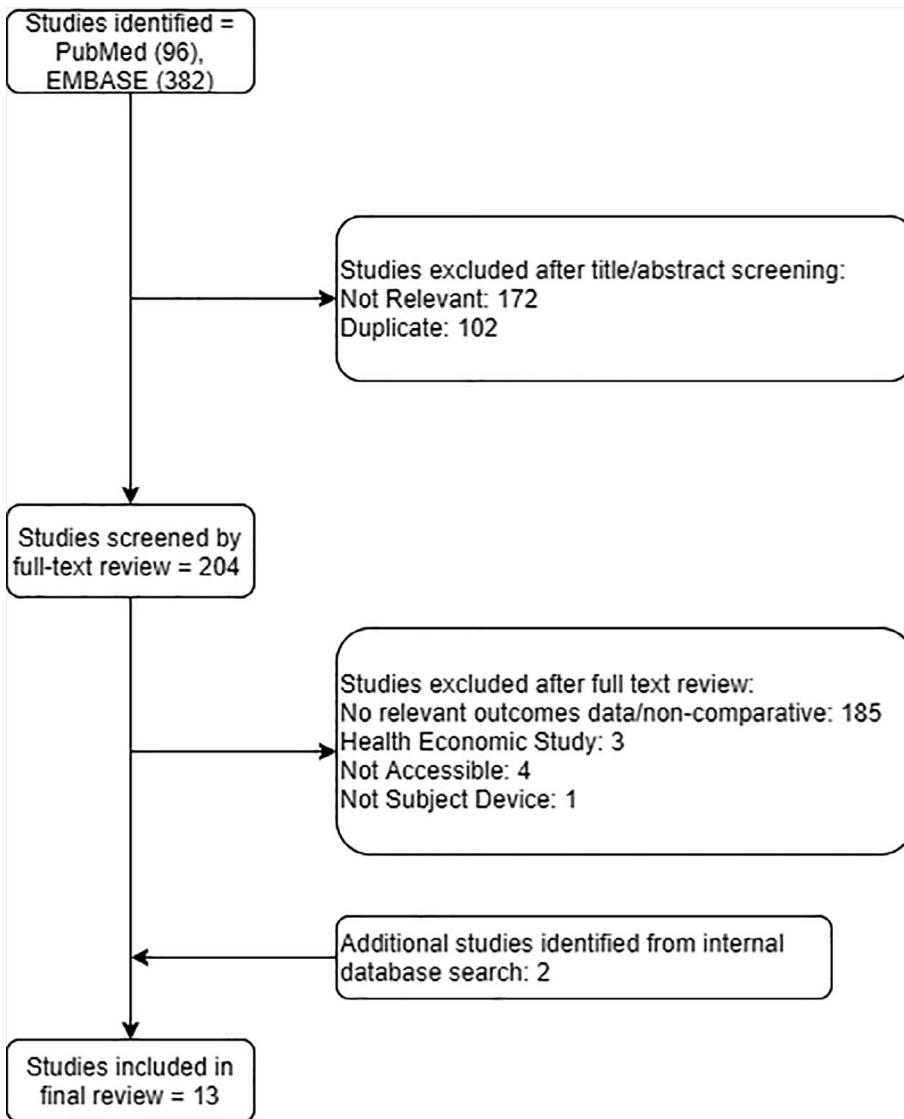 Studies identified =
PubMed (96),
EMBASE (382)
Studies excluded after title/abstract screening:
Not Relevant: 172
Duplicate: 102
Studies screened by
full-text review = 204
Studies excluded after full text review:
No relevant outcomes data/non-comparative: 185
Health Economic Study: 3
Not Accessible: 4
Not Subject Device: 1
Additional studies identified from internal
database search: 2
Studies included in
final review = 13